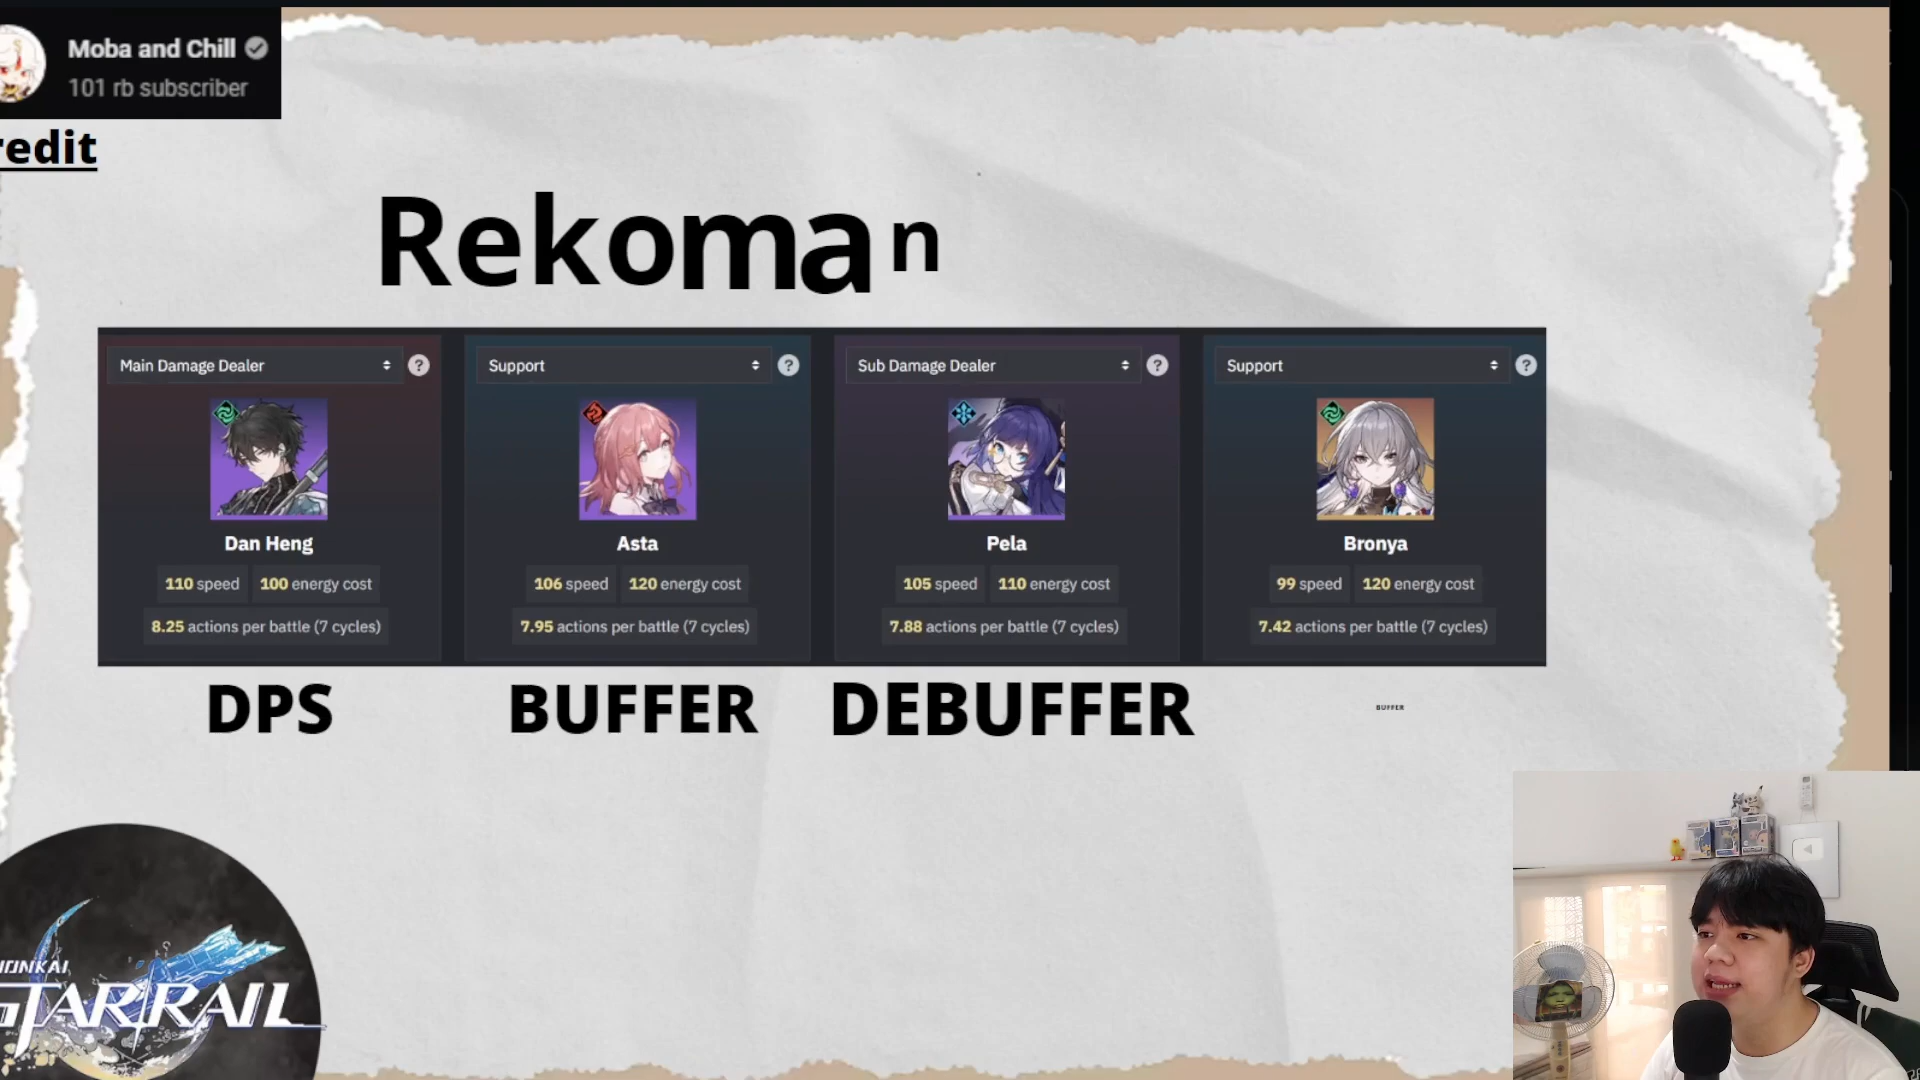 Moba and Chill
101 rb subscriber
redit
Rekoman
Main Damage Dealer
?
Support
?
Sub Damage Dealer
?
Support
?
Dan Heng
110 speed
100 energy cost
8.25 actions per battle (7 cycles)
Asta
106 speed
120 energy cost
7.95 actions per battle (7 cycles)
Pela
105 speed
110 energy cost
7.88 actions per battle (7 cycles)
Bronya
99 speed
120 energy cost
7.42 actions per battle (7 cycles)
DPS
BUFFER
DEBUFFER
BUFFER
HONKAI
STAR RAIL